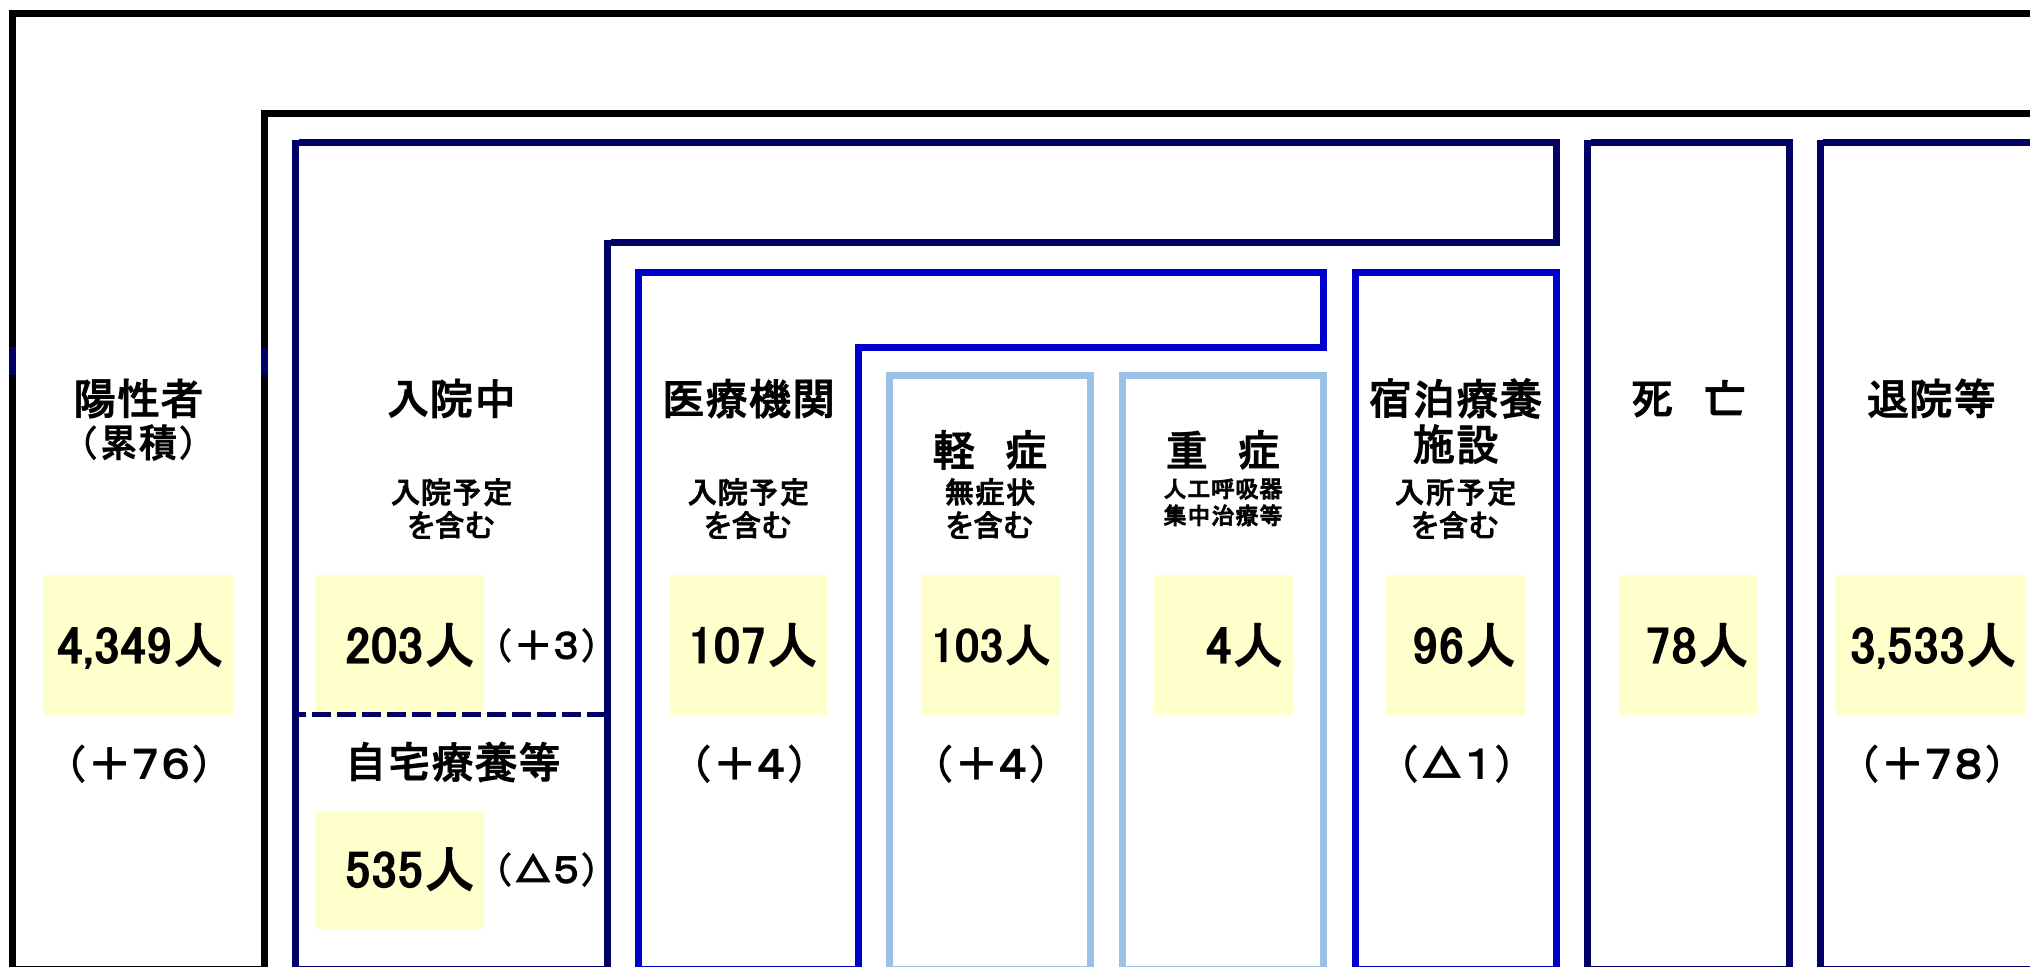 陽性者
（累積）
4,349人
（＋76）
入院中
入院予定
を含む
203人（＋3）
自宅療養等
535人（△5）
医療機関
入院予定
を含む
107人
（＋4）
軽 症
無症状
を含む
103人
（＋4）
重 症
人工呼吸器
集中治療等
4人
宿泊療養
施設
入所予定
を含む
96人
（△1）
死 亡
78人
退院等
3,533人
（＋78）